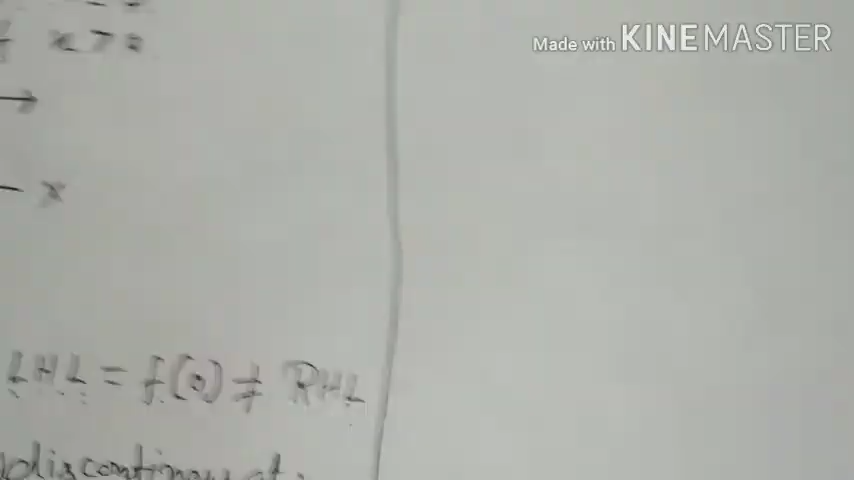 Made with KINEMASTER
x > 0
x
LHL = f(0) ≠ RHL
discontinuous at